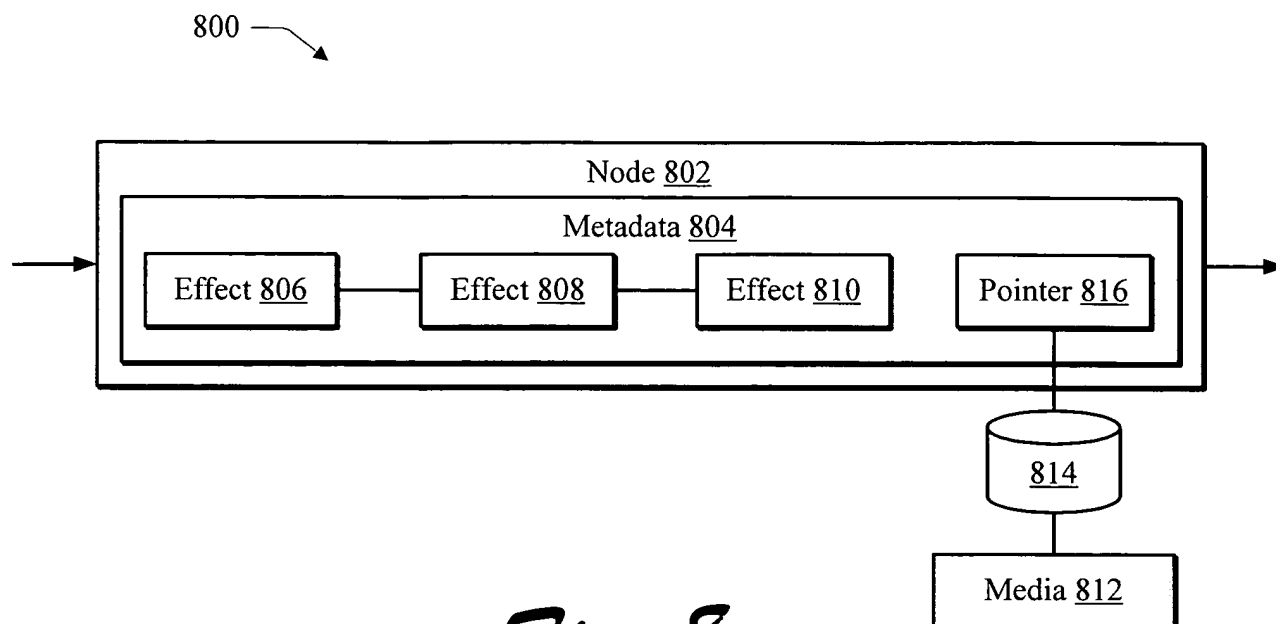 800
Node 802
Metadata 804
Effect 806
Effect 808
Effect 810
Pointer 816
814
Media 812